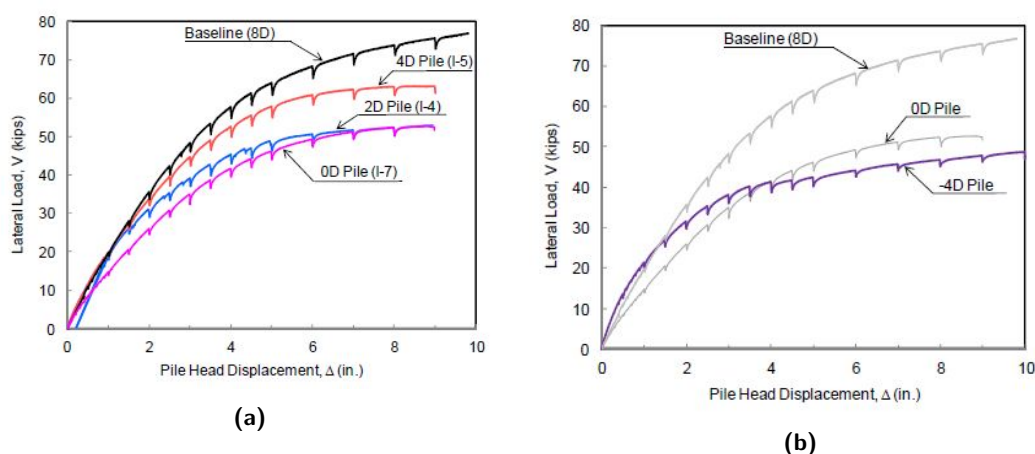 80
70
60
50
40
30
20
10
0
Lateral Load, V (kips)
Baseline (8D)
4D Pile (I-5)
2D Pile (I-4)
0D Pile (I-7)
0 2 4 6 8 10
Pile Head Displacement, Δ (in.)
(a)
80
70
60
50
40
30
20
10
0
Lateral Load, V (kips)
Baseline (8D)
0D Pile
-4D Pile
0 2 4 6 8 10
Pile Head Displacement, Δ (in.)
(b)